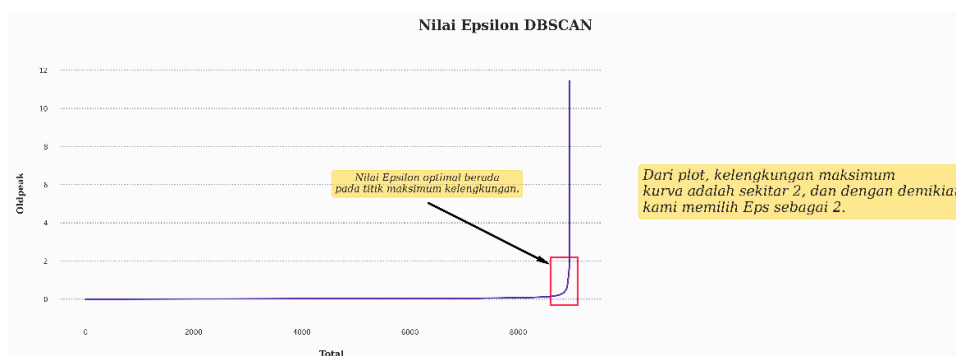 Nilai Epsilon DBSCAN
12
10
8
6
4
2
0
Oldpeak
Nilai Epsilon optimal berada
pada titik maksimum kelengkungan.
0 2000 4000 6000 8000
Total
Dari plot, kelengkungan maksimum
kurva adalah sekitar 2, dan dengan demikian
kami memilih Eps sebagai 2.